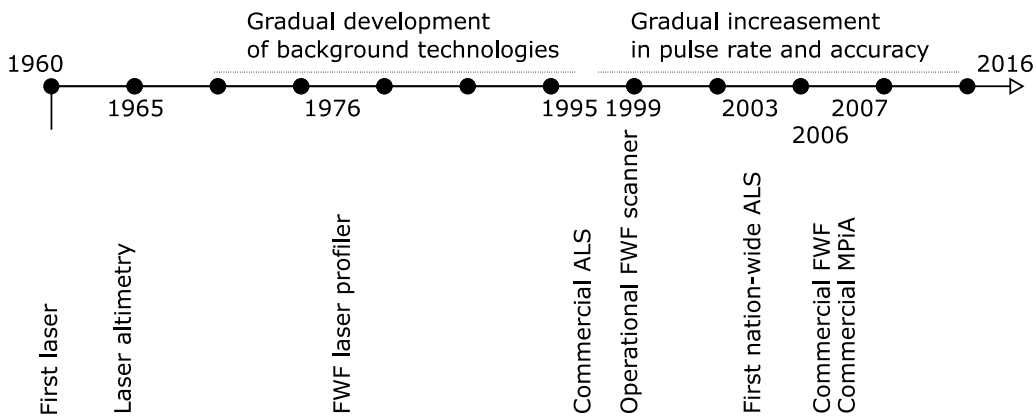 Gradual development
of background technologies
Gradual increasement
in pulse rate and accuracy
1960
2016
1965
1976
1995
1999
2003
2007
2006
First laser
Laser altimetry
FWF laser profiler
Commercial ALS
Operational FWF scanner
First nation-wide ALS
Commercial FWF
Commercial MPiA